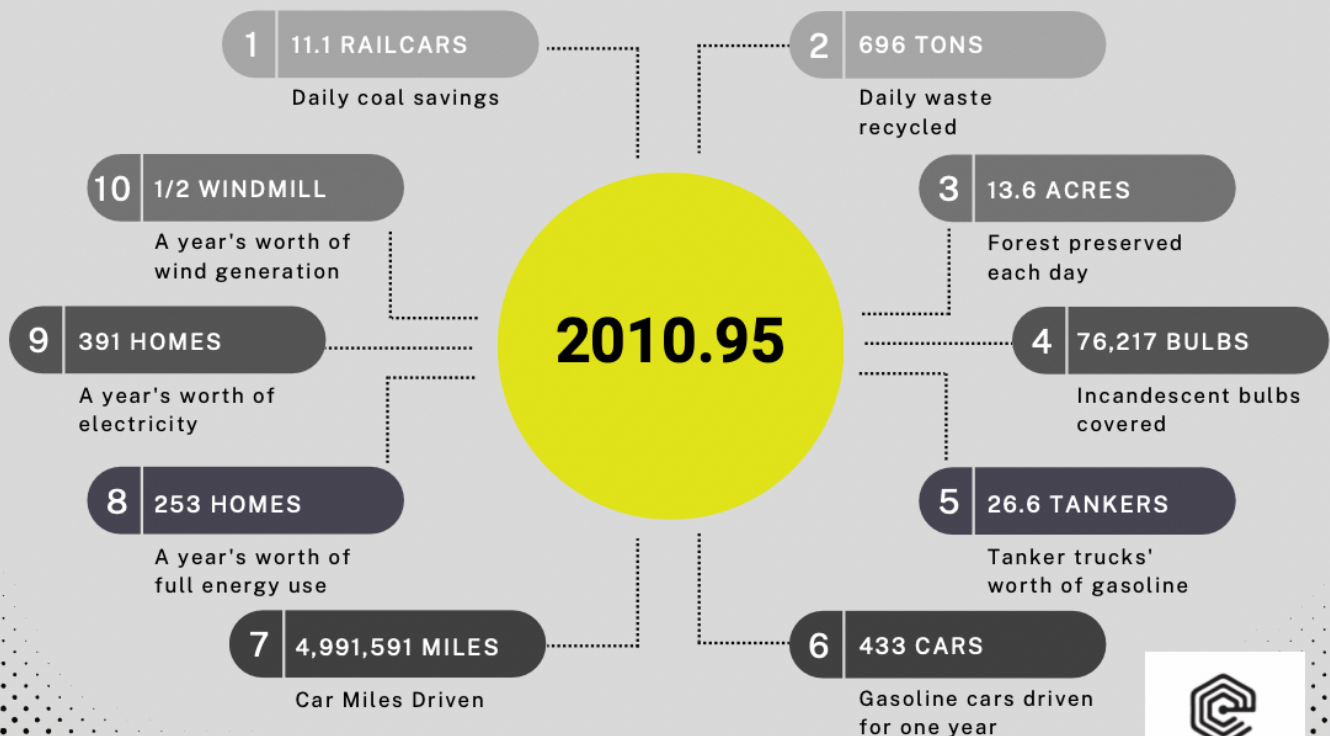 1
11.1 RAILCARS
Daily coal savings
2
696 TONS
Daily waste
recycled
3
13.6 ACRES
Forest preserved
each day
4
76,217 BULBS
Incandescent bulbs
covered
5
26.6 TANKERS
Tanker trucks'
worth of gasoline
6
433 CARS
Gasoline cars driven
for one year
7
4,991,591 MILES
Car Miles Driven
8
253 HOMES
A year's worth of
full energy use
9
391 HOMES
A year's worth of
electricity
10
1/2 WINDMILL
A year's worth of
wind generation
2010.95